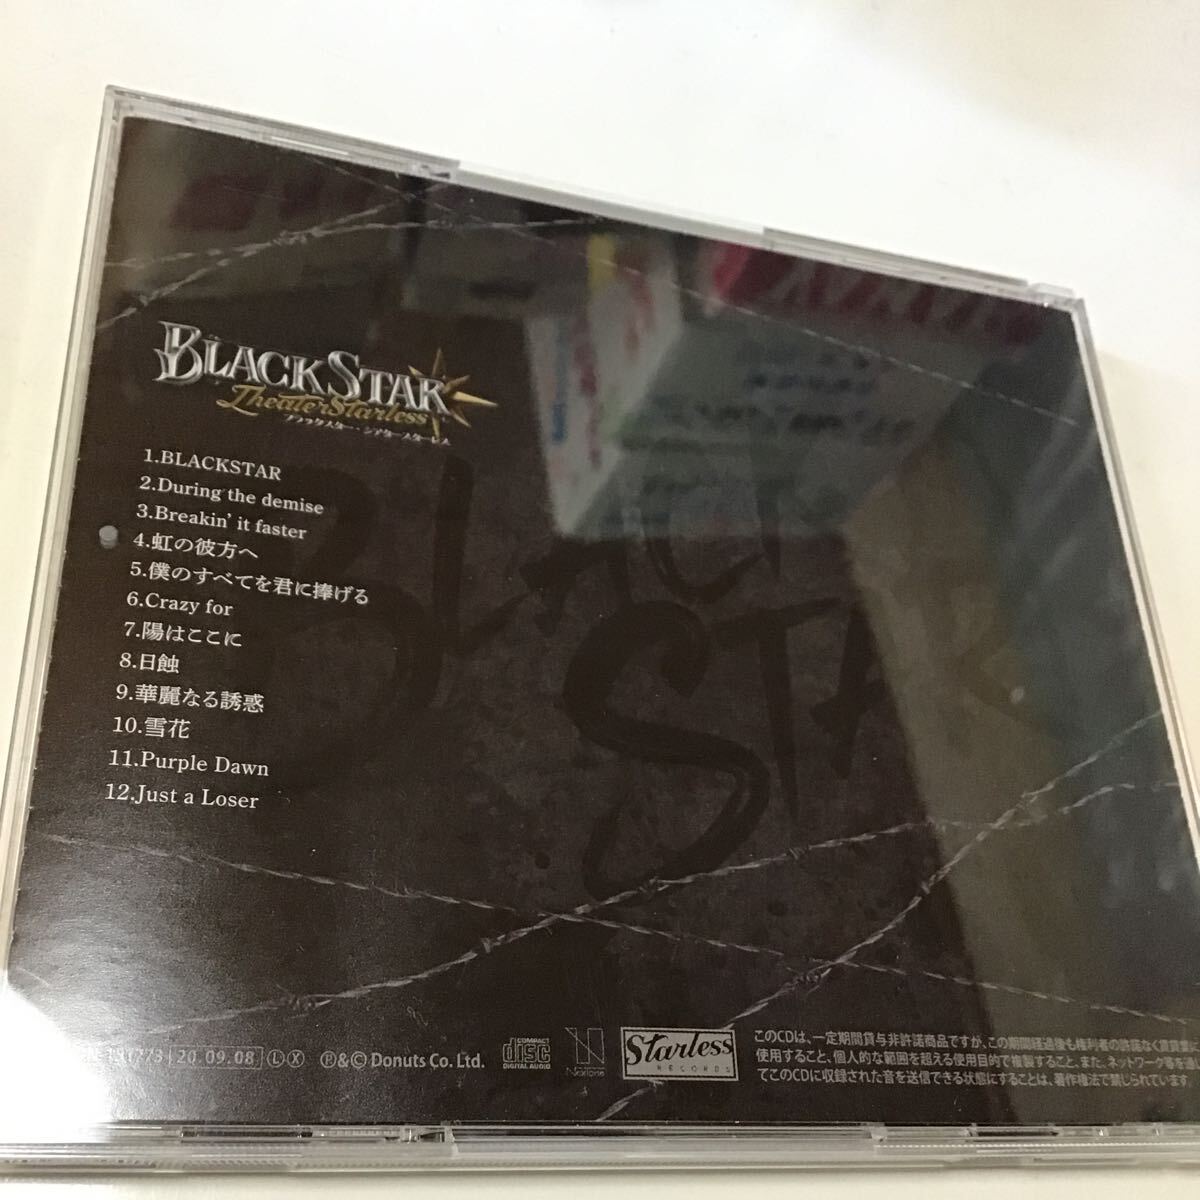 BLACKSTAR
TheaterStarless
ブラックスター・シアタースターレス
1.BLACKSTAR
2.During the demise
3.Breakin' it faster
4.虹の彼方へ
5.僕のすべてを君に捧げる
6.Crazy for
7.陽はここに
8.日蝕
9.華麗なる誘惑
10.雪花
11.Purple Dawn
12.Just a Loser
BLACK
STAR
20.09.08 L X ℗&© Donuts Co. Ltd.
COMPACT
disc
DIGITAL AUDIO
N
Nextone
Starless
RECORDS
このCDは、一定期間貸与非許諾商品ですが、この期間経過後も権利者の許諾なく賃貸業に
使用すること、個人的な範囲を超える使用目的で複製すること、また、ネットワーク等を通じ
てこのCDに収録された音を送信できる状態にすることは、著作権法で禁じられています